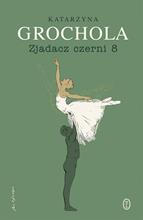 KATARZYNA
GROCHOLA
Zjadacz czerni 8